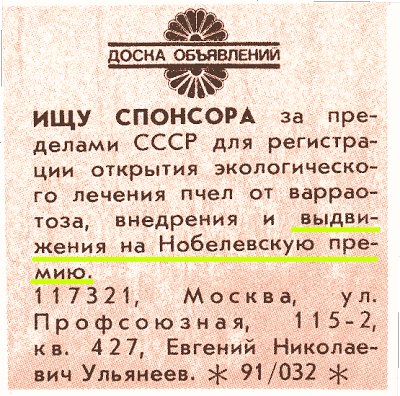 ДОСКА ОБЪЯВЛЕНИЙ
ИЩУ СПОНСОРА за пре-
делами СССР для регистра-
ции открытия экологическо-
го лечения пчел от варрао-
тоза, внедрения и выдви-
жения на Нобелевскую пре-
мию.
117321, Москва, ул.
Профсоюзная, 115-2,
кв. 427, Евгений Николае-
вич Ульянеев. * 91/032 *